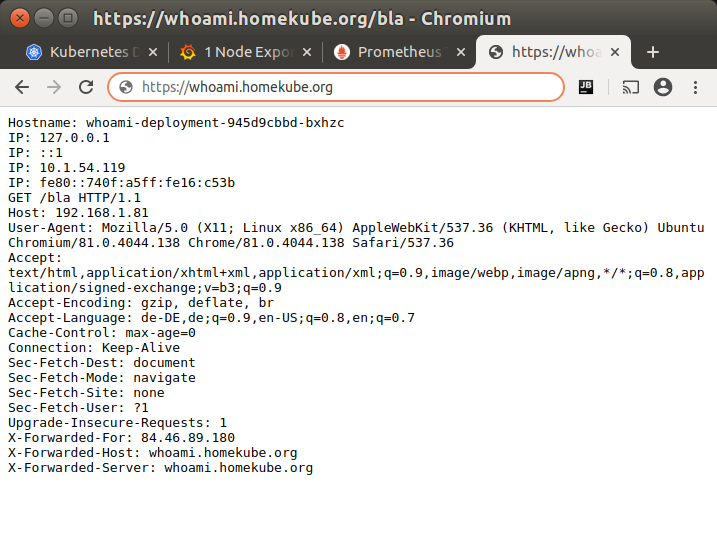 https://whoami.homekube.org/bla - Chromium
Kubernetes D
1 Node Expor
Prometheus
https://whoa
https://whoami.homekube.org
JB
Hostname: whoami-deployment-945d9cbbd-bxhzc
IP: 127.0.0.1
IP: ::1
IP: 10.1.54.119
IP: fe80::740f:a5ff:fe16:c53b
GET /bla HTTP/1.1
Host: 192.168.1.81
User-Agent: Mozilla/5.0 (X11; Linux x86_64) AppleWebKit/537.36 (KHTML, like Gecko) Ubuntu
Chromium/81.0.4044.138 Chrome/81.0.4044.138 Safari/537.36
Accept:
text/html,application/xhtml+xml,application/xml;q=0.9,image/webp,image/apng,*/*;q=0.8,app
lication/signed-exchange;v=b3;q=0.9
Accept-Encoding: gzip, deflate, br
Accept-Language: de-DE,de;q=0.9,en-US;q=0.8,en;q=0.7
Cache-Control: max-age=0
Connection: Keep-Alive
Sec-Fetch-Dest: document
Sec-Fetch-Mode: navigate
Sec-Fetch-Site: none
Sec-Fetch-User: ?1
Upgrade-Insecure-Requests: 1
X-Forwarded-For: 84.46.89.180
X-Forwarded-Host: whoami.homekube.org
X-Forwarded-Server: whoami.homekube.org